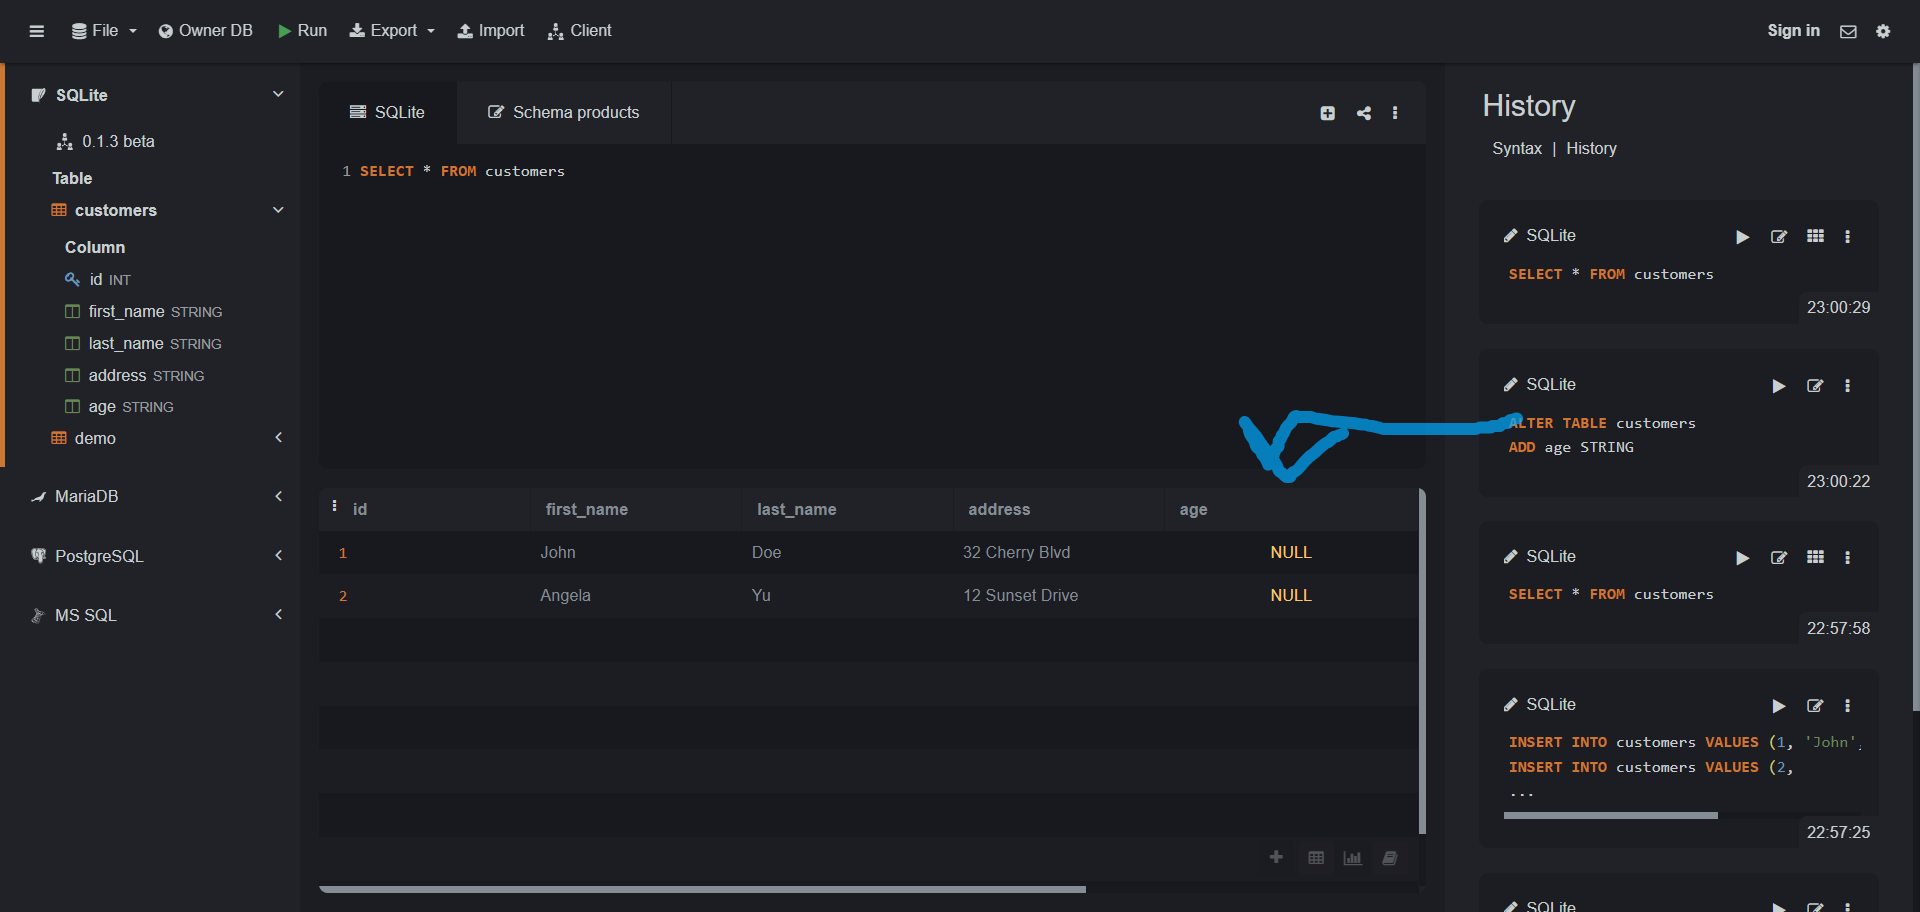 File Owner DB Run Export Import Client Sign in
SQLite
0.1.3 beta
Table
customers
Column
id INT
first_name STRING
last_name STRING
address STRING
age STRING
demo
MariaDB
PostgreSQL
MS SQL
SQLite Schema products
1 SELECT * FROM customers
id first_name last_name address age
1 John Doe 32 Cherry Blvd NULL
2 Angela Yu 12 Sunset Drive NULL
History
Syntax | History
SQLite
SELECT * FROM customers
23:00:29
SQLite
ALTER TABLE customers
ADD age STRING
23:00:22
SQLite
SELECT * FROM customers
22:57:58
SQLite
INSERT INTO customers VALUES (1, 'John',
INSERT INTO customers VALUES (2,
...
22:57:25
SQLite